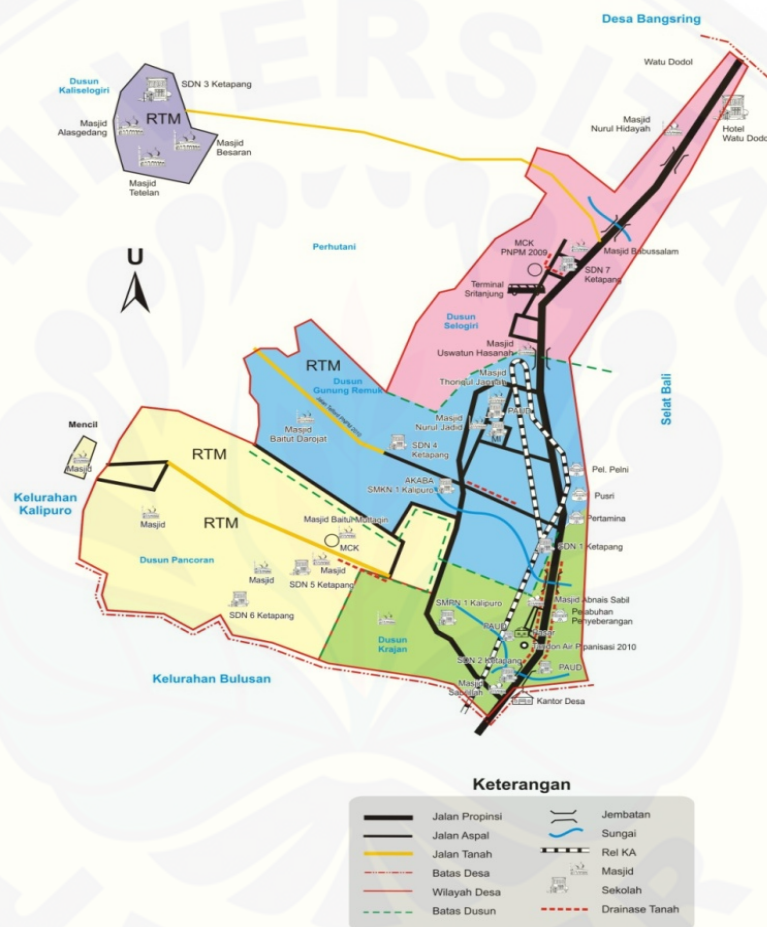 Desa Bangsring
Watu Dodol
Dusun
Kaliselogiri
SDN 3 Ketapang
Masjid
Alasgedang
RTM
Masjid
Besaran
Masjid
Tetelan
Masjid
Nurul Hidayah
Hotel
Watu Dodol
U
Perhutani
MCK
PNPM 2009
Masjid Babussalam
SDN 7
Ketapang
Terminal
Sritanjung
Dusun
Selogiri
Masjid
Uswatun Hasanah
Selat Bali
RTM
Dusun
Gunung Remuk
Masjid
PAUD
Masjid
Nurul Jadid
MI
Masjid
Baitut Darojat
SDN 4
Ketapang
Mencil
Masjid
RTM
Kelurahan
Kalipuro
AKABA
SMKN 1 Kalipuro
Pel. Pelni
Pusri
Pertamina
RTM
Masjid
Masjid Baitul Muttaqin
MCK
SDN 1 Ketapang
Dusun Pancoran
Masjid
Masjid
SDN 5 Ketapang
SDN 6 Ketapang
SMPN 1 Kalipuro
Masjid Abnais Sabil
Pelabuhan
Penyeberangan
Dusun
Krajan
PAUD
Pasar
Tandon Air Pipanisasi 2010
SDN 2 Ketapang
PAUD
Kelurahan Bulusan
Masjid
Sabilillah
Kantor Desa
Keterangan
Jalan Propinsi
Jalan Aspal
Jalan Tanah
Batas Desa
Wilayah Desa
Batas Dusun
Jembatan
Sungai
Rel KA
Masjid
Sekolah
Drainase Tanah